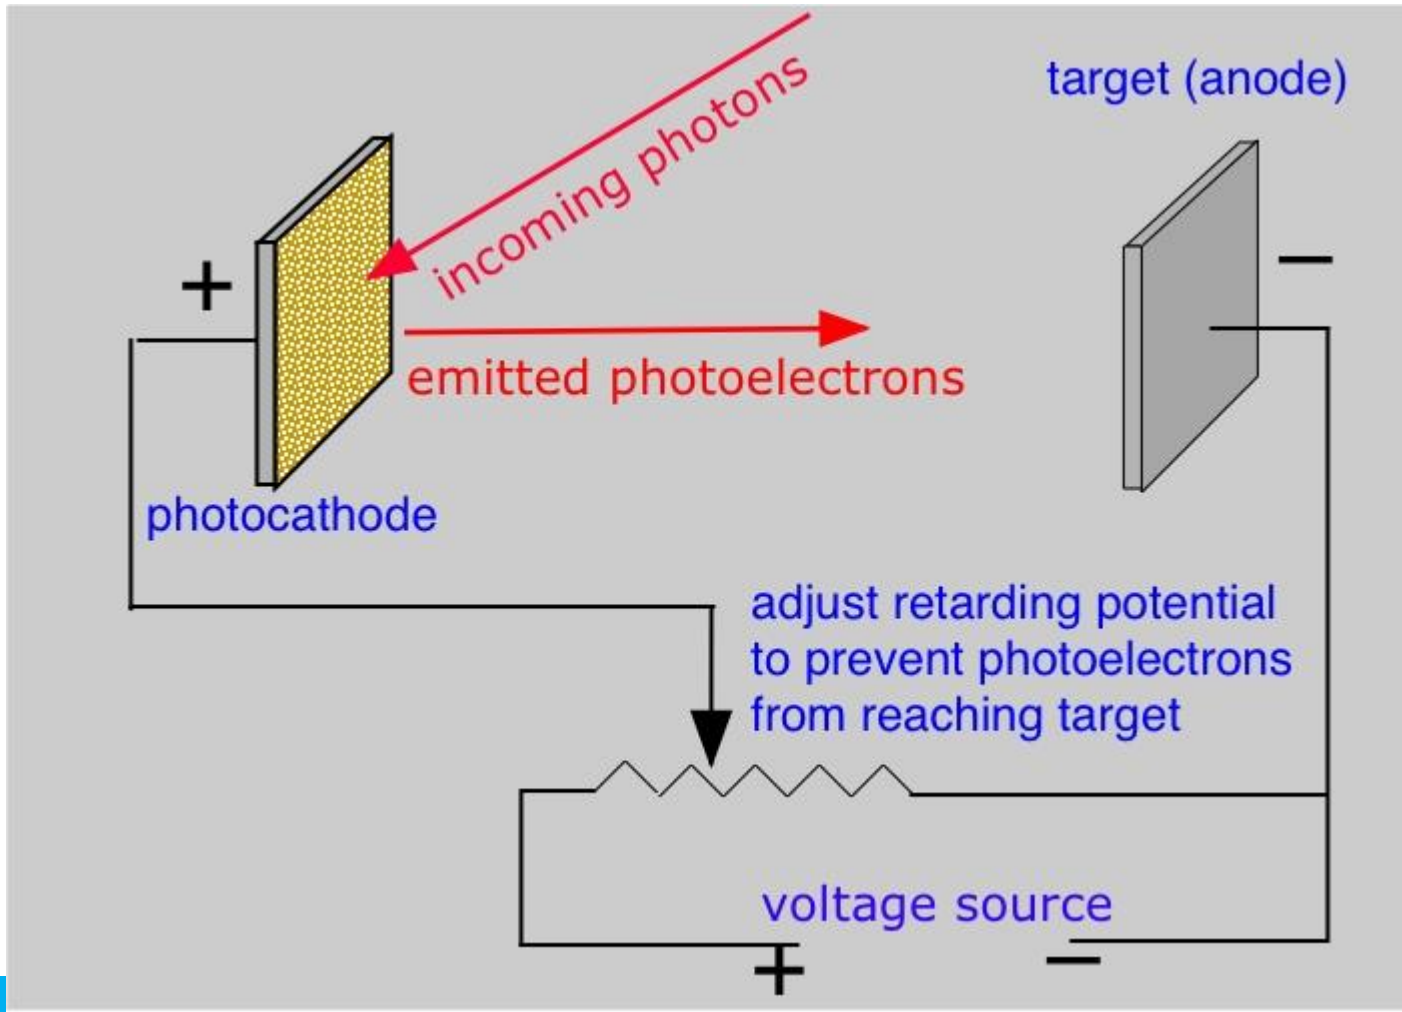 target (anode)
incoming photons
+
−
emitted photoelectrons
photocathode
adjust retarding potential
to prevent photoelectrons
from reaching target
voltage source
+
−